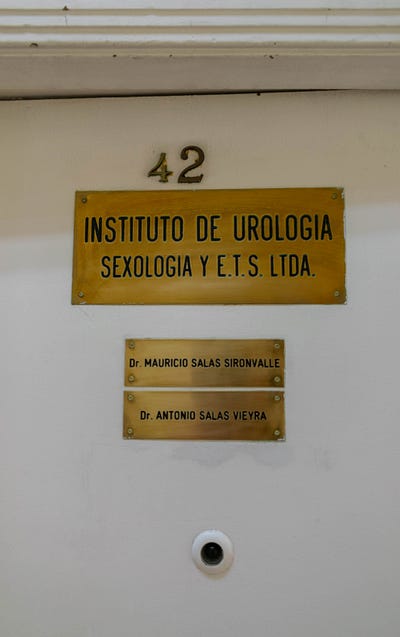 42
INSTITUTO DE UROLOGIA
SEXOLOGIA Y E.T.S. LTDA.
Dr. MAURICIO SALAS SIRONVALLE
Dr. ANTONIO SALAS VIEYRA